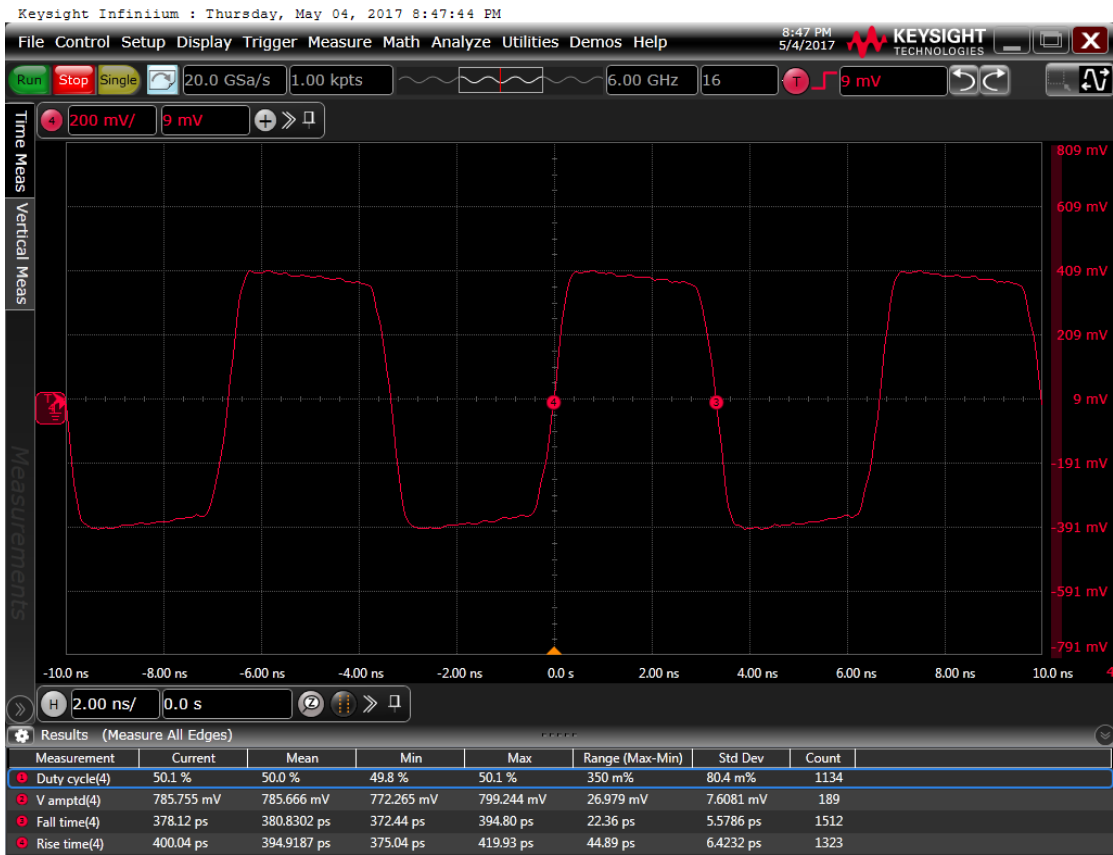 Keysight Infiniium : Thursday, May 04, 2017 8:47:44 PM
File Control Setup Display Trigger Measure Math Analyze Utilities Demos Help
8:47 PM
5/4/2017
KEYSIGHT
TECHNOLOGIES
Run Stop Single 20.0 GSa/s 1.00 kpts 6.00 GHz 16 T 9 mV
Time Meas
Vertical Meas
Measurements
4 200 mV/ 9 mV
809 mV
609 mV
409 mV
209 mV
9 mV
-191 mV
-391 mV
-591 mV
-791 mV
T
4
3
-10.0 ns -8.00 ns -6.00 ns -4.00 ns -2.00 ns 0.0 s 2.00 ns 4.00 ns 6.00 ns 8.00 ns 10.0 ns 4
H 2.00 ns/ 0.0 s Z
Results (Measure All Edges)
Measurement Current Mean Min Max Range (Max-Min) Std Dev Count
1 Duty cycle(4) 50.1 % 50.0 % 49.8 % 50.1 % 350 m% 80.4 m% 1134
2 V amptd(4) 785.755 mV 785.666 mV 772.265 mV 799.244 mV 26.979 mV 7.6081 mV 189
3 Fall time(4) 378.12 ps 380.8302 ps 372.44 ps 394.80 ps 22.36 ps 5.5786 ps 1512
4 Rise time(4) 400.04 ps 394.9187 ps 375.04 ps 419.93 ps 44.89 ps 6.4232 ps 1323